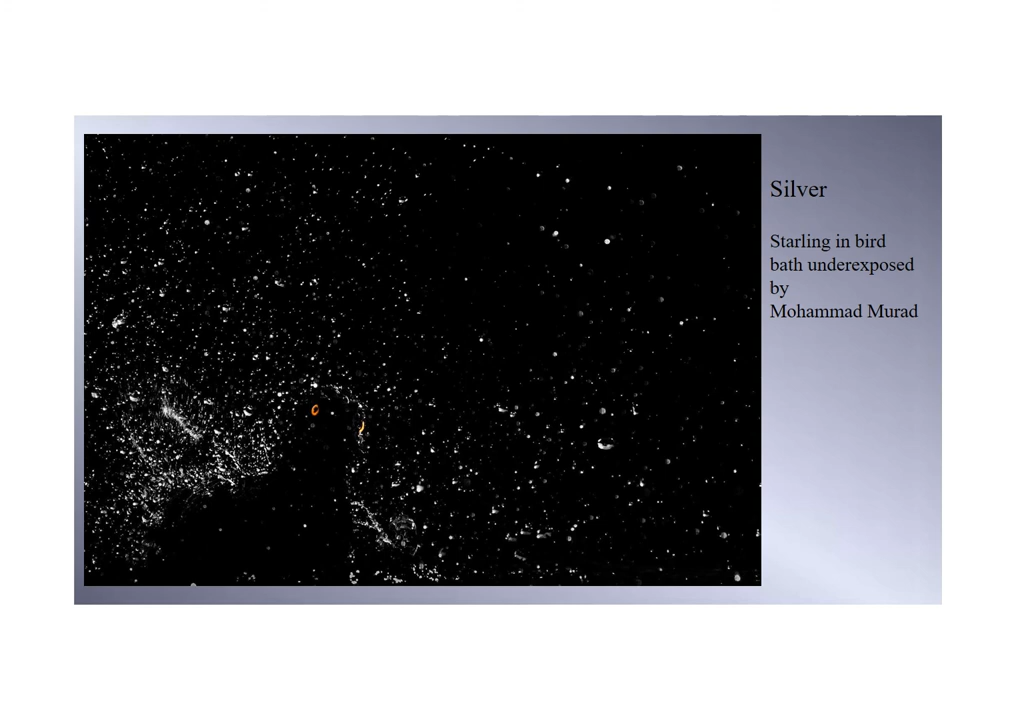 Silver
Starling in bird
bath underexposed
by
Mohammad Murad